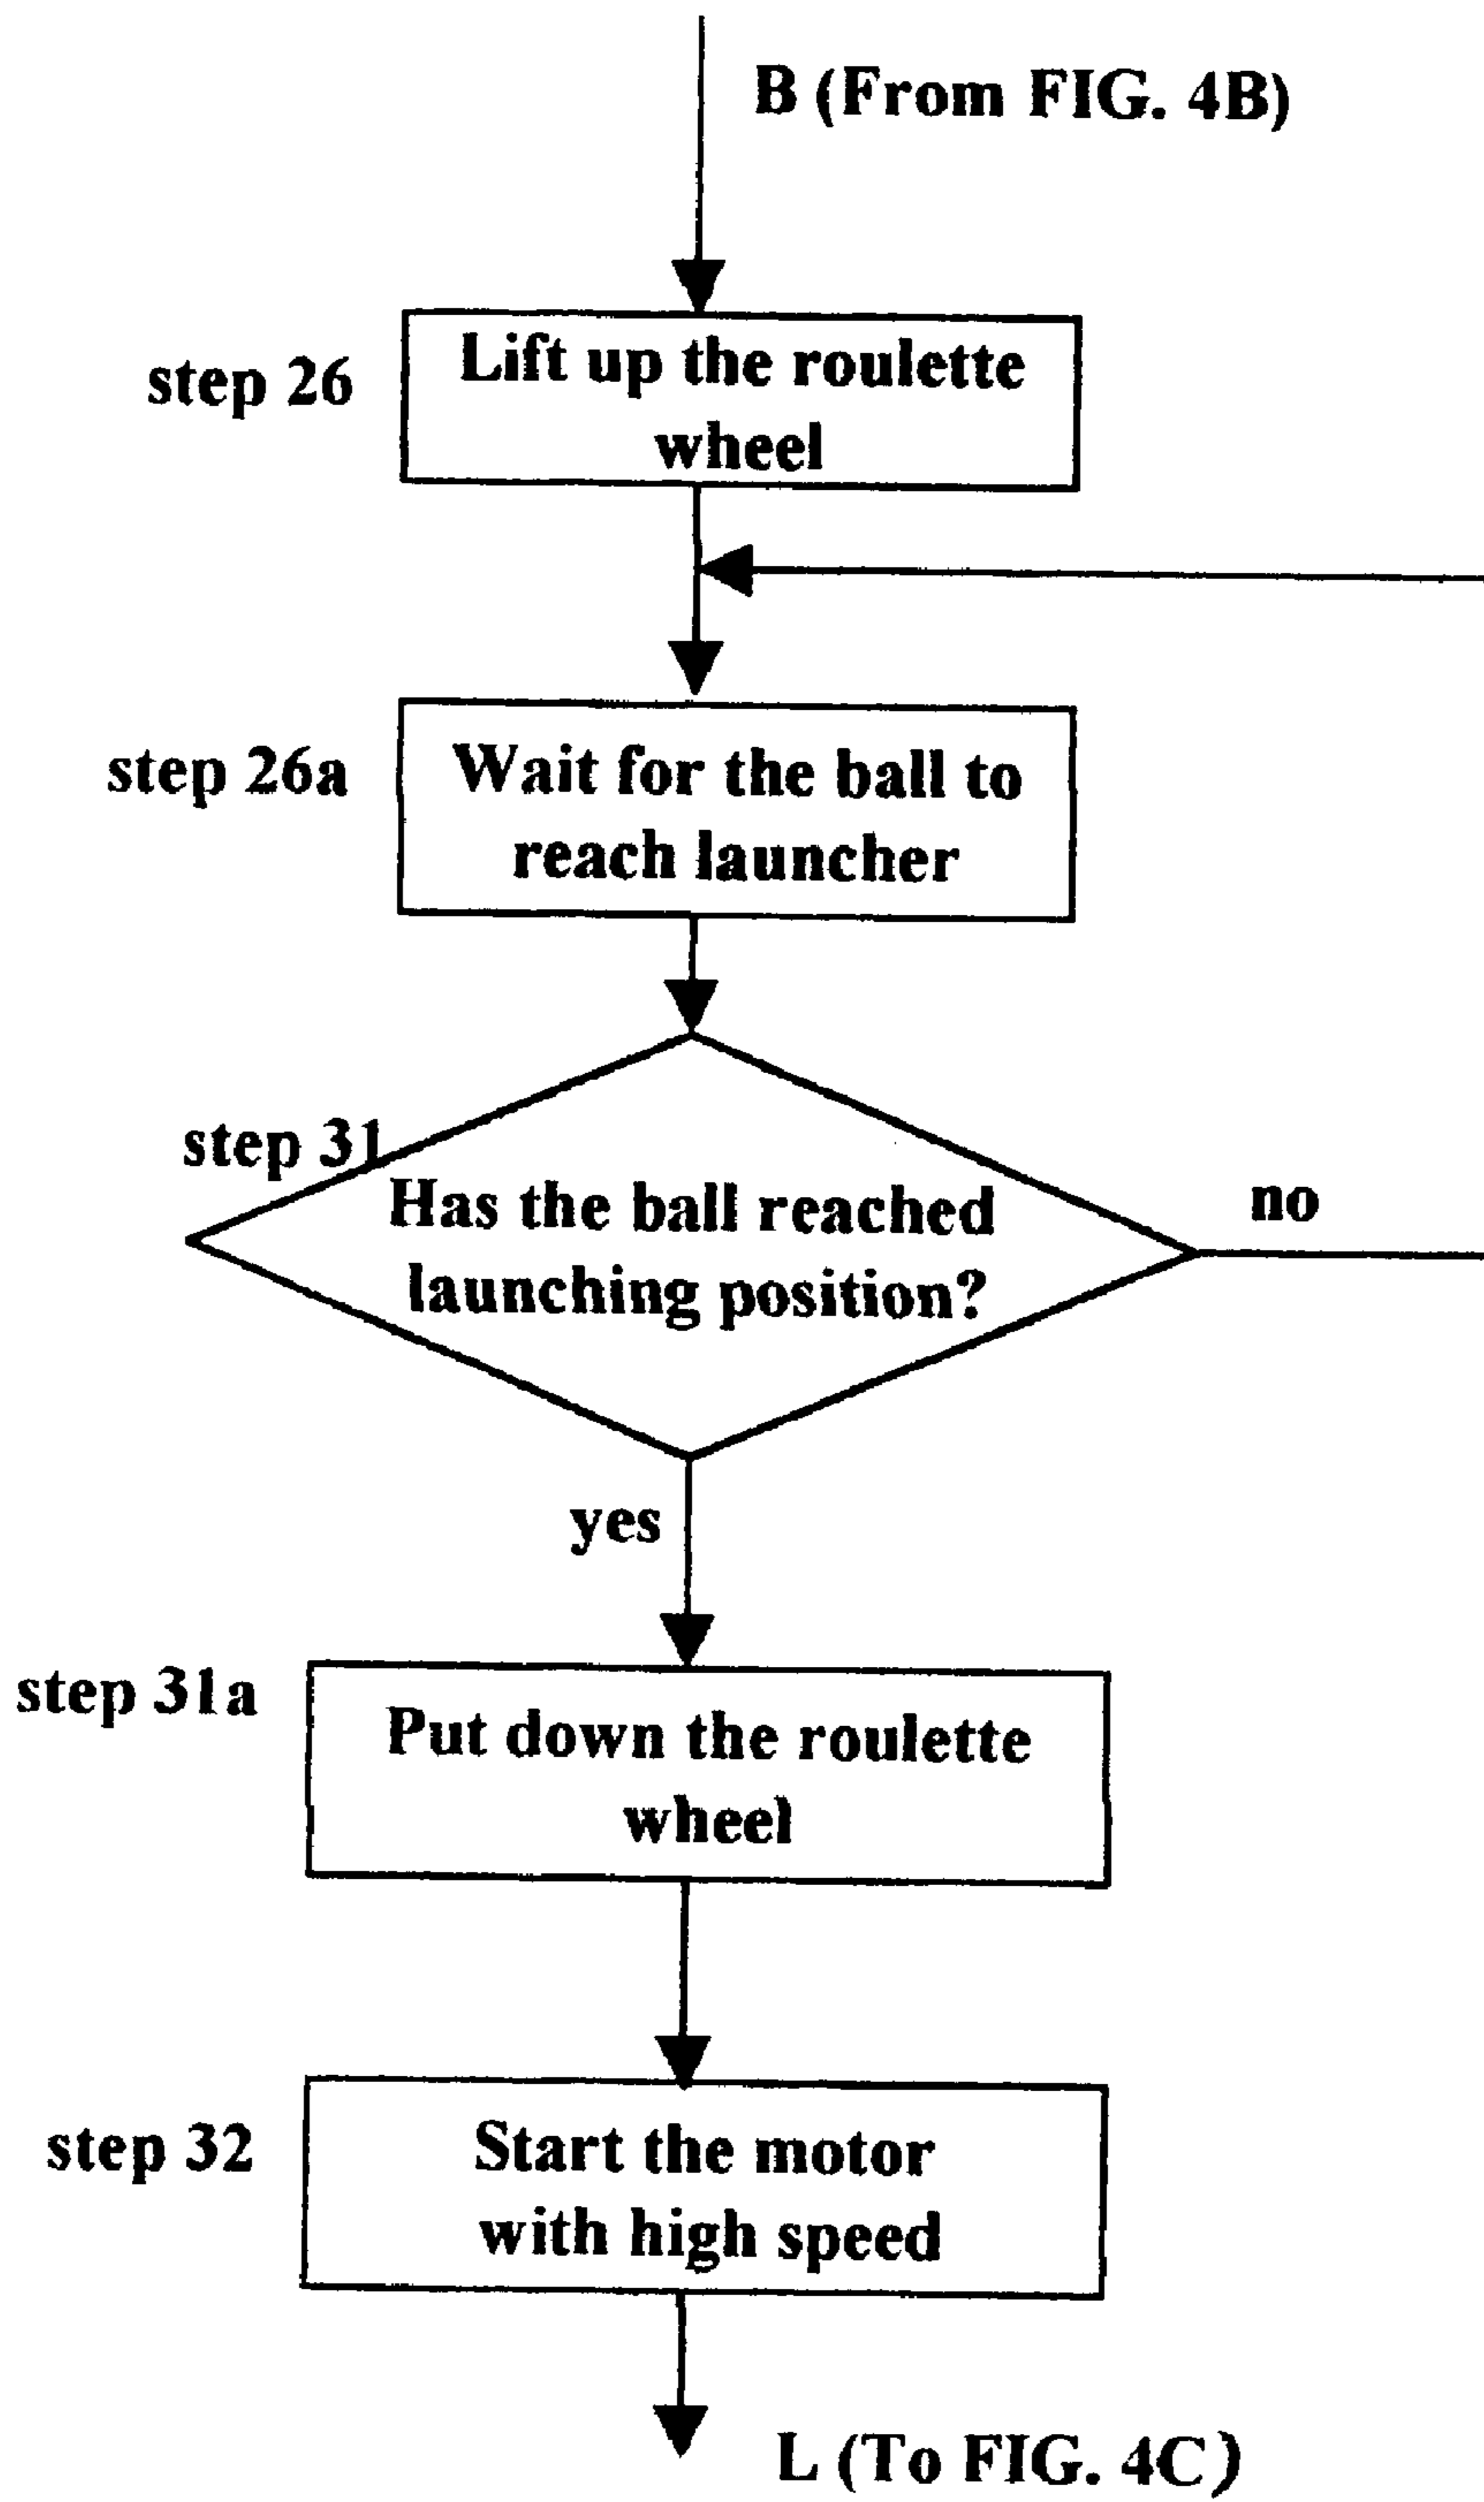 B (From FIG. 4B)
step 26
Lift up the roulette
wheel
step 26a
Wait for the ball to
reach launcher
step 31
Has the ball reached
launching position?
no
yes
step 31a
Put down the roulette
wheel
step 32
Start the motor
with high speed
L (To FIG. 4C)